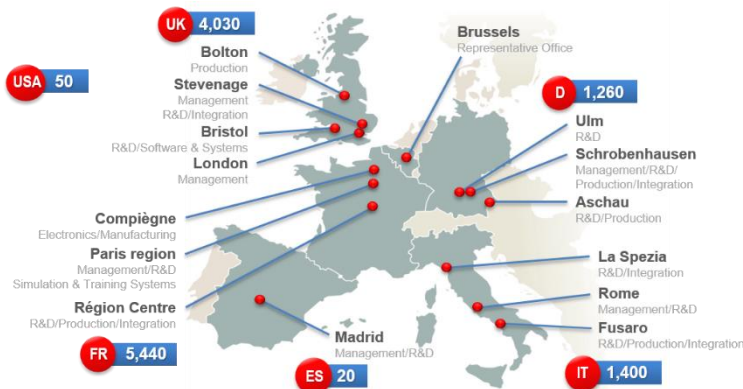 UK 4,030
Bolton
Production
Stevenage
Management
R&D/Integration
Bristol
R&D/Software & Systems
London
Management
USA 50
Brussels
Representative Office
D 1,260
Ulm
R&D
Schrobenhausen
Management/R&D/
Production/Integration
Aschau
R&D/Production
Compiègne
Electronics/Manufacturing
Paris region
Management/R&D
Simulation & Training Systems
Région Centre
R&D/Production/Integration
FR 5,440
Madrid
Management/R&D
ES 20
La Spezia
R&D/Integration
Rome
Management/R&D
Fusaro
R&D/Production/Integration
IT 1,400